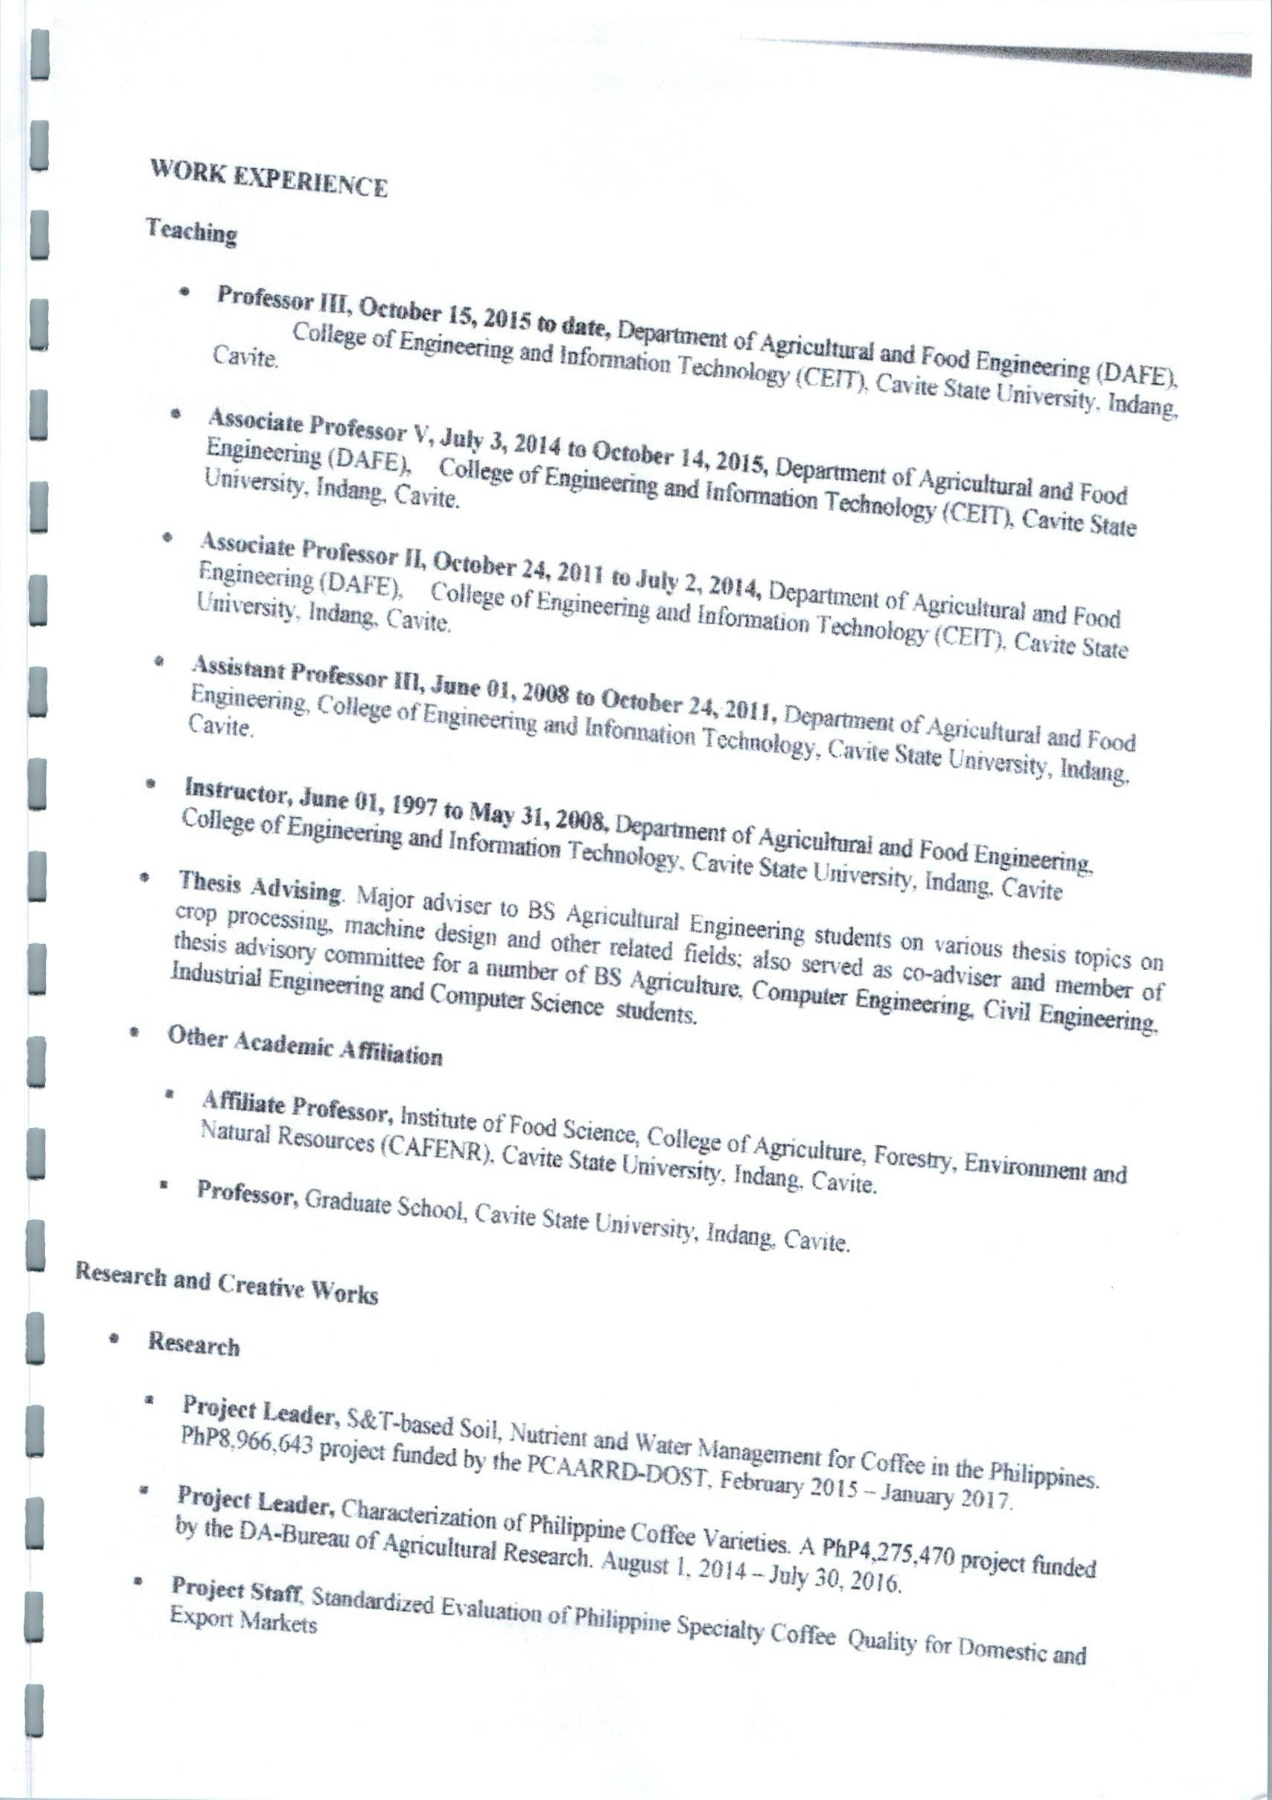 WORK EXPERIENCE
Teaching
• Professor III, October 15, 2015 to date, Department of Agricultural and Food Engineering (DAFE),
College of Engineering and Information Technology (CEIT), Cavite State University, Indang,
Cavite.
• Associate Professor V, July 3, 2014 to October 14, 2015, Department of Agricultural and Food
Engineering (DAFE), College of Engineering and Information Technology (CEIT), Cavite State
University, Indang, Cavite.
• Associate Professor II, October 24, 2011 to July 2, 2014, Department of Agricultural and Food
Engineering (DAFE), College of Engineering and Information Technology (CEIT), Cavite State
University, Indang, Cavite.
• Assistant Professor III, June 01, 2008 to October 24, 2011, Department of Agricultural and Food
Engineering, College of Engineering and Information Technology, Cavite State University, Indang,
Cavite.
• Instructor, June 01, 1997 to May 31, 2008, Department of Agricultural and Food Engineering,
College of Engineering and Information Technology, Cavite State University, Indang, Cavite
• Thesis Advising. Major adviser to BS Agricultural Engineering students on various thesis topics on
crop processing, machine design and other related fields; also served as co-adviser and member of
thesis advisory committee for a number of BS Agriculture, Computer Engineering, Civil Engineering,
Industrial Engineering and Computer Science students.
• Other Academic Affiliation
▪ Affiliate Professor, Institute of Food Science, College of Agriculture, Forestry, Environment and
Natural Resources (CAFENR), Cavite State University, Indang, Cavite.
▪ Professor, Graduate School, Cavite State University, Indang, Cavite.
Research and Creative Works
• Research
▪ Project Leader, S&T-based Soil, Nutrient and Water Management for Coffee in the Philippines.
PhP8,966,643 project funded by the PCAARRD-DOST, February 2015 – January 2017.
▪ Project Leader, Characterization of Philippine Coffee Varieties. A PhP4,275,470 project funded
by the DA-Bureau of Agricultural Research. August 1, 2014 – July 30, 2016.
▪ Project Staff, Standardized Evaluation of Philippine Specialty Coffee Quality for Domestic and
Export Markets